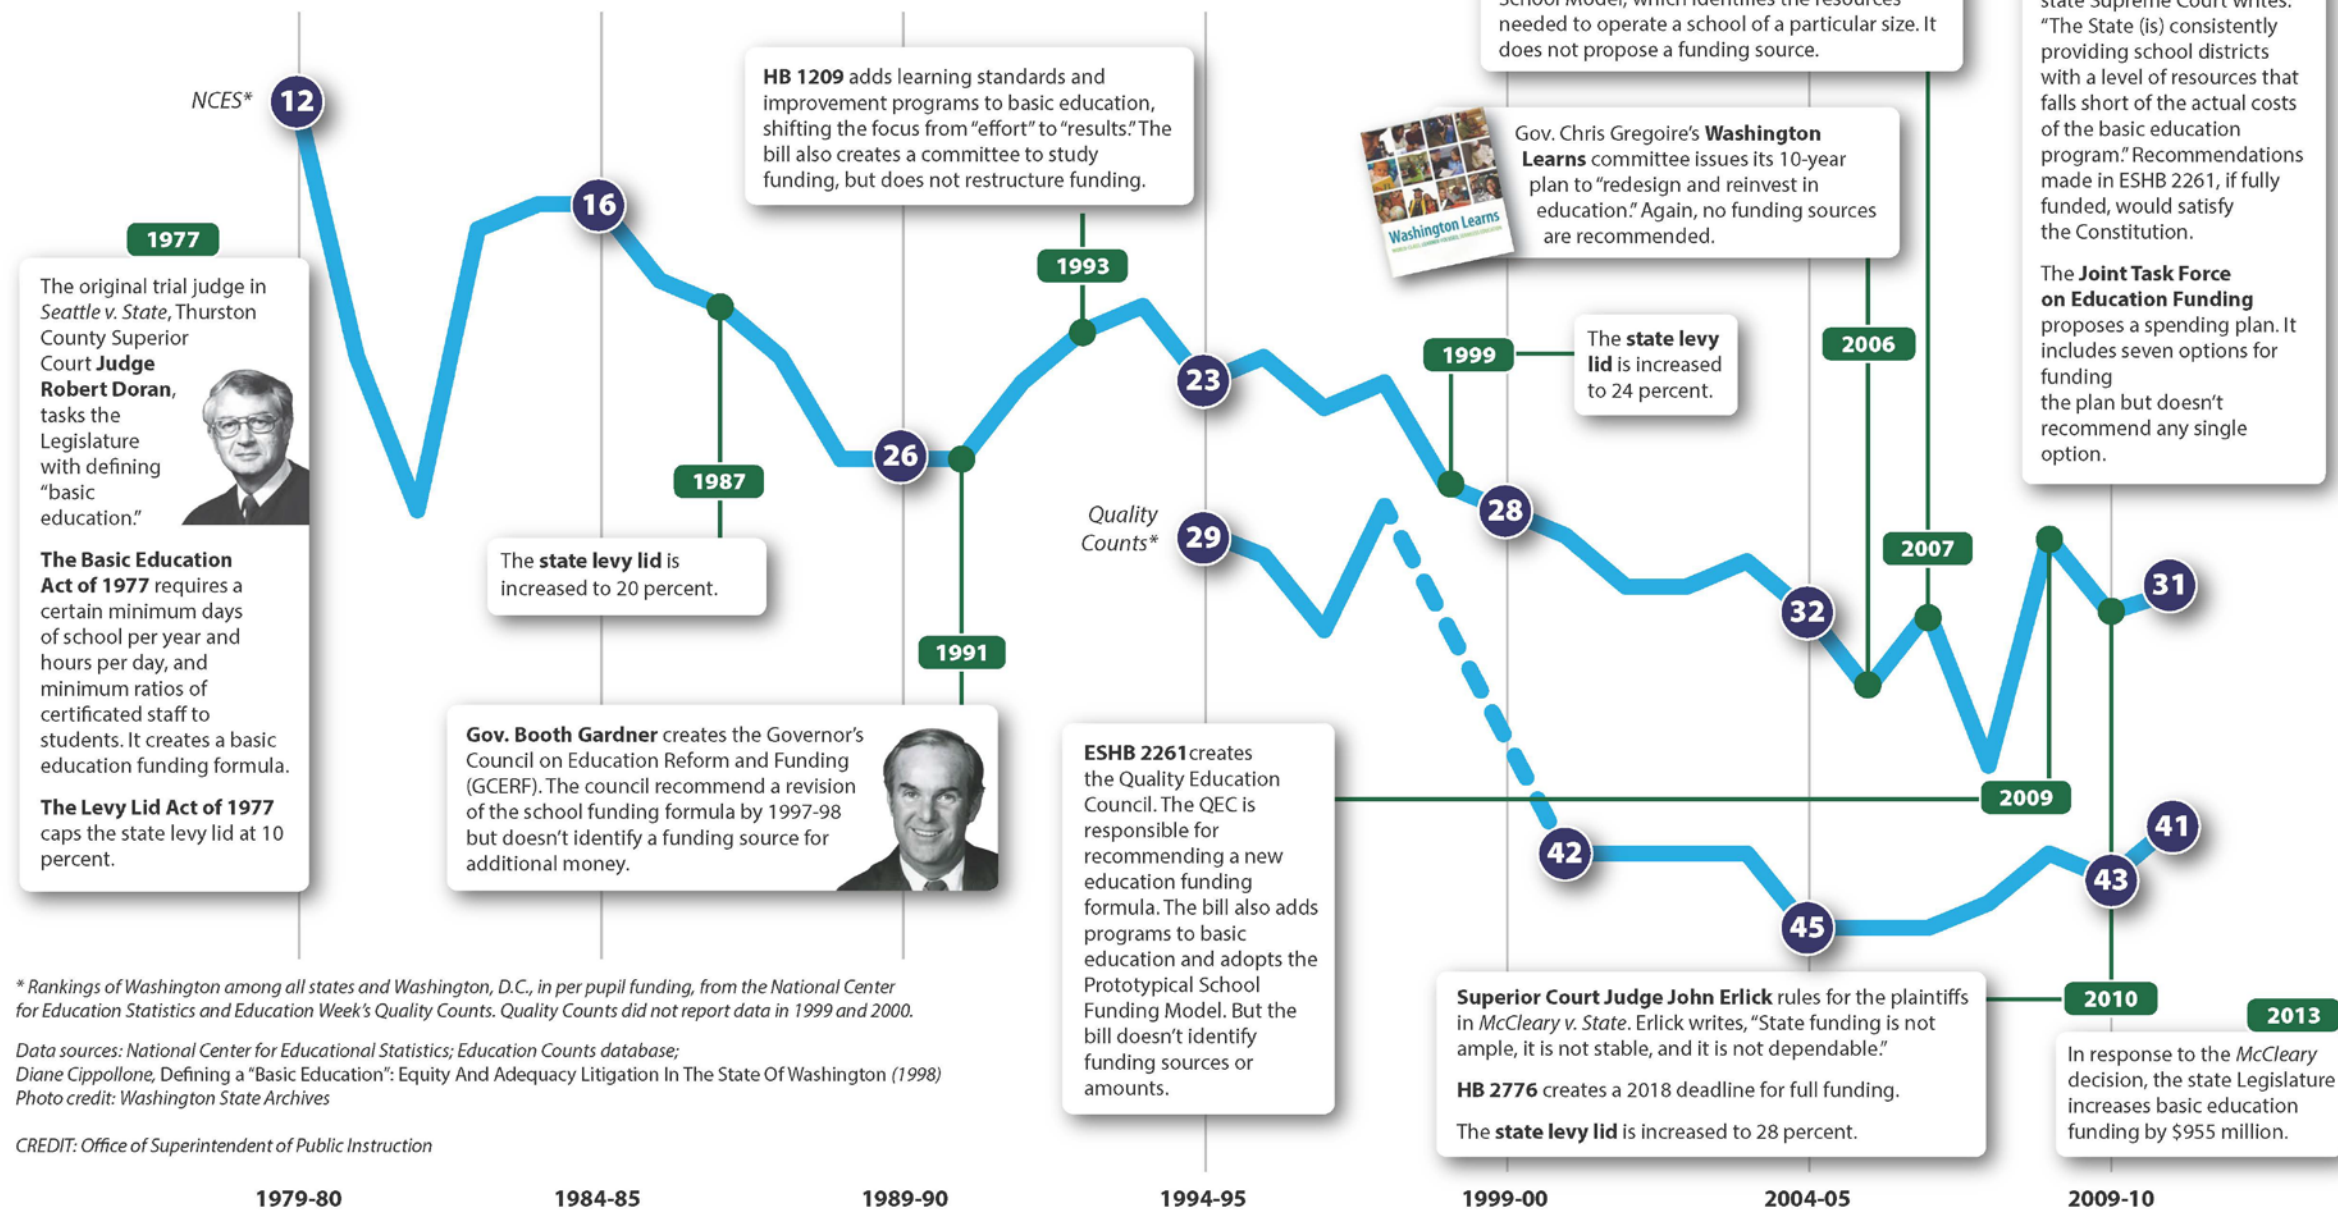 School Model, which identifies the resources
needed to operate a school of a particular size. It
does not propose a funding source.
state Supreme Court writes:
“The State (is) consistently
providing school districts
with a level of resources that
falls short of the actual costs
of the basic education
program.” Recommendations
made in ESHB 2261, if fully
funded, would satisfy
the Constitution.
The Joint Task Force
on Education Funding
proposes a spending plan. It
includes seven options for
funding
the plan but doesn’t
recommend any single
option.
NCES*
12
HB 1209 adds learning standards and
improvement programs to basic education,
shifting the focus from “effort” to “results.” The
bill also creates a committee to study
funding, but does not restructure funding.
Washington Learns
Gov. Chris Gregoire’s Washington
Learns committee issues its 10-year
plan to “redesign and reinvest in
education.” Again, no funding sources
are recommended.
16
1977
The original trial judge in
Seattle v. State, Thurston
County Superior
Court Judge
Robert Doran,
tasks the
Legislature
with defining
“basic
education.”
The Basic Education
Act of 1977 requires a
certain minimum days
of school per year and
hours per day, and
minimum ratios of
certificated staff to
students. It creates a basic
education funding formula.
The Levy Lid Act of 1977
caps the state levy lid at 10
percent.
1993
1999
The state levy
lid is increased
to 24 percent.
2006
23
26
1987
The state levy lid is
increased to 20 percent.
Quality
Counts*
29
28
2007
31
32
1991
Gov. Booth Gardner creates the Governor’s
Council on Education Reform and Funding
(GCERF). The council recommend a revision
of the school funding formula by 1997-98
but doesn’t identify a funding source for
additional money.
ESHB 2261creates
the Quality Education
Council. The QEC is
responsible for
recommending a new
education funding
formula. The bill also adds
programs to basic
education and adopts the
Prototypical School
Funding Model. But the
bill doesn’t identify
funding sources or
amounts.
2009
42
41
43
45
Superior Court Judge John Erlick rules for the plaintiffs
in McCleary v. State. Erlick writes, “State funding is not
ample, it is not stable, and it is not dependable.”
HB 2776 creates a 2018 deadline for full funding.
The state levy lid is increased to 28 percent.
2010
2013
In response to the McCleary
decision, the state Legislature
increases basic education
funding by $955 million.
* Rankings of Washington among all states and Washington, D.C., in per pupil funding, from the National Center
for Education Statistics and Education Week’s Quality Counts. Quality Counts did not report data in 1999 and 2000.
Data sources: National Center for Educational Statistics; Education Counts database;
Diane Cippollone, Defining a “Basic Education”: Equity And Adequacy Litigation In The State Of Washington (1998)
Photo credit: Washington State Archives
CREDIT: Office of Superintendent of Public Instruction
1979-80
1984-85
1989-90
1994-95
1999-00
2004-05
2009-10